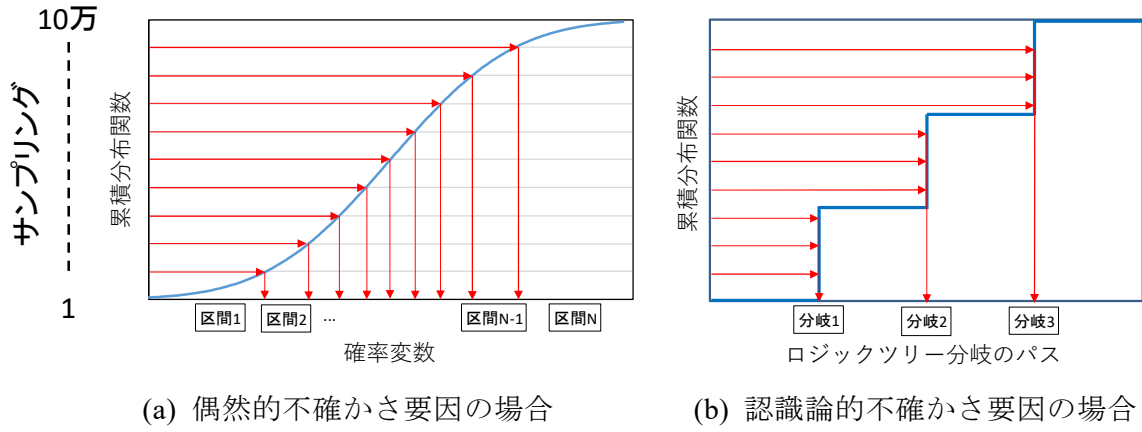 10万
サンプリング
1
累積分布関数
区間1
区間2
...
区間N-1
区間N
確率変数
(a) 偶然的不確かさ要因の場合
累積分布関数
分岐1
分岐2
分岐3
ロジックツリー分岐のパス
(b) 認識論的不確かさ要因の場合